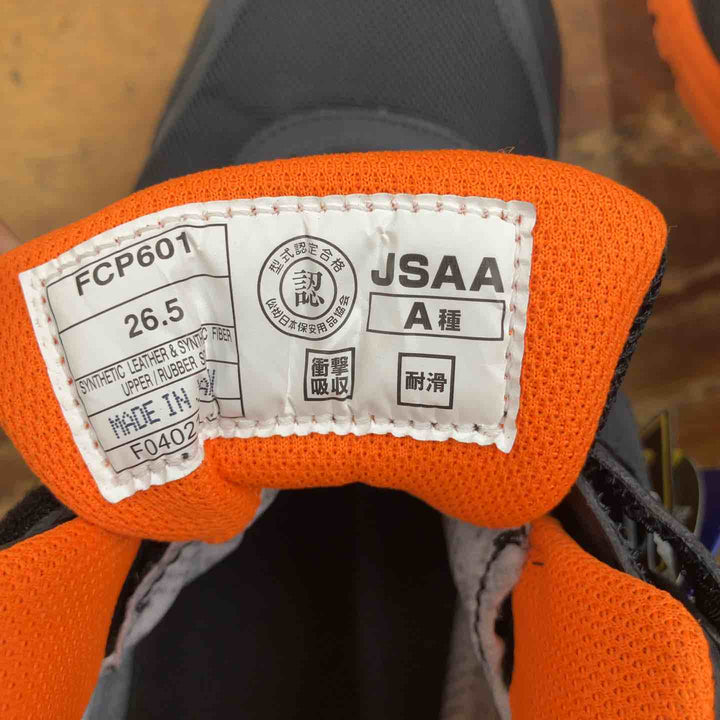 FCP601
26.5
SYNTHETIC LEATHER & SYNTHETIC FIBER
UPPER / RUBBER
MADE IN
F0402
型式認定合格
認
(公社)日本保安用品協会
JSAA
A種
衝撃
吸収
耐滑